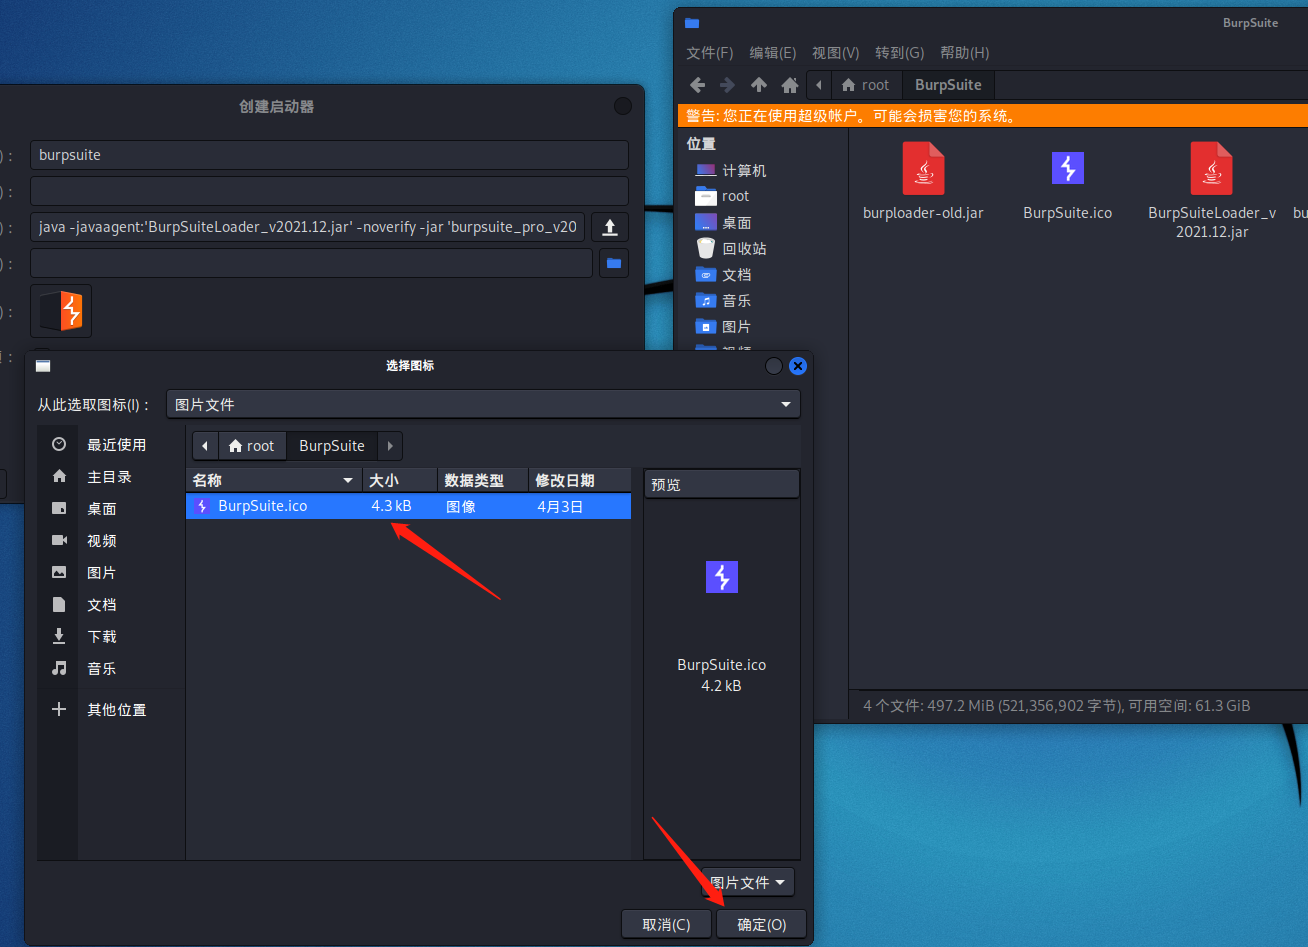 BurpSuite
文件(F) 编辑(E) 视图(V) 转到(G) 帮助(H)
root BurpSuite
警告: 您正在使用超级帐户。可能会损害您的系统。
位置
计算机
root
桌面
回收站
文档
音乐
图片
burploader-old.jar
BurpSuite.ico
BurpSuiteLoader_v
2021.12.jar
bu
4 个文件: 497.2 MiB (521,356,902 字节), 可用空间: 61.3 GiB
创建启动器
) : burpsuite
) :
) : java -javaagent:'BurpSuiteLoader_v2021.12.jar' -noverify -jar 'burpsuite_pro_v20
) :
) :
选择图标
从此选取图标(I) : 图片文件
最近使用
主目录
桌面
视频
图片
文档
下载
音乐
其他位置
root BurpSuite
名称 大小 数据类型 修改日期
BurpSuite.ico 4.3 kB 图像 4月3日
预览
BurpSuite.ico
4.2 kB
图片文件
取消(C) 确定(O)